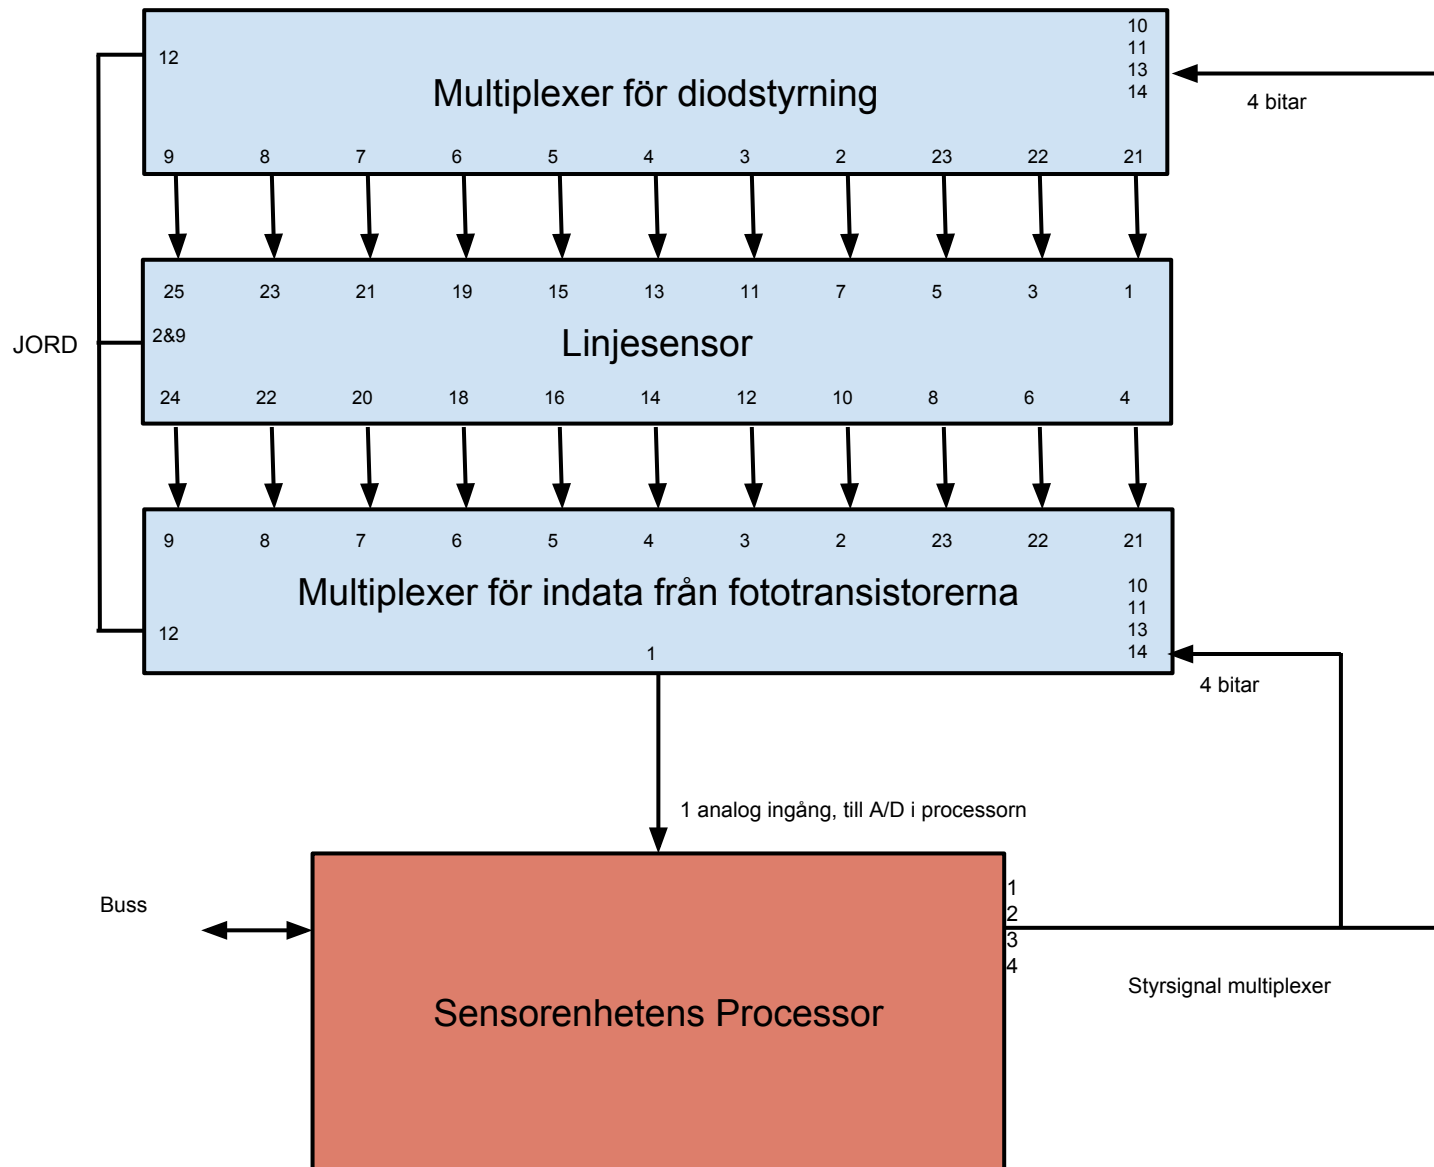 10
12
11
13
Multiplexer för diodstyrning
14
4 bitar
9 8 7 6 5 4 3 2 23 22 21
25 23 21 19 15 13 11 7 5 3 1
2&9
JORD
Linjesensor
24 22 20 18 16 14 12 10 8 6 4
9 8 7 6 5 4 3 2 23 22 21
10
Multiplexer för indata från fototransistorerna
11
12
13
1
14
4 bitar
1 analog ingång, till A/D i processorn
1
Buss
2
3
4
Styrsignal multiplexer
Sensorenhetens Processor